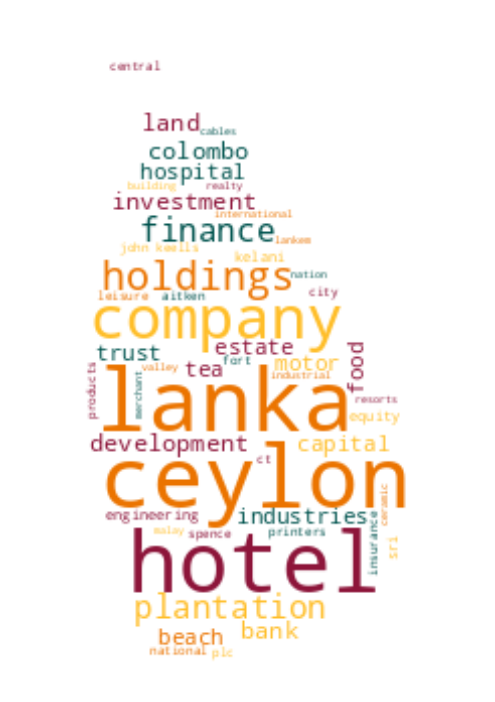 central
land
cables
colombo
hospital
building
realty
investment
international
finance
lankem
john keells
kelani
holdings
nation
leisure
aitken
city
company
trust
estate
fort
food
products
merchant
valley
tea
motor
industrial
lanka
resorts
equity
development
capital
ct
ceylon
ceramic
engineering
industries
insurance
malay
spence
printers
sri
hotel
plantation
beach
bank
national
plc